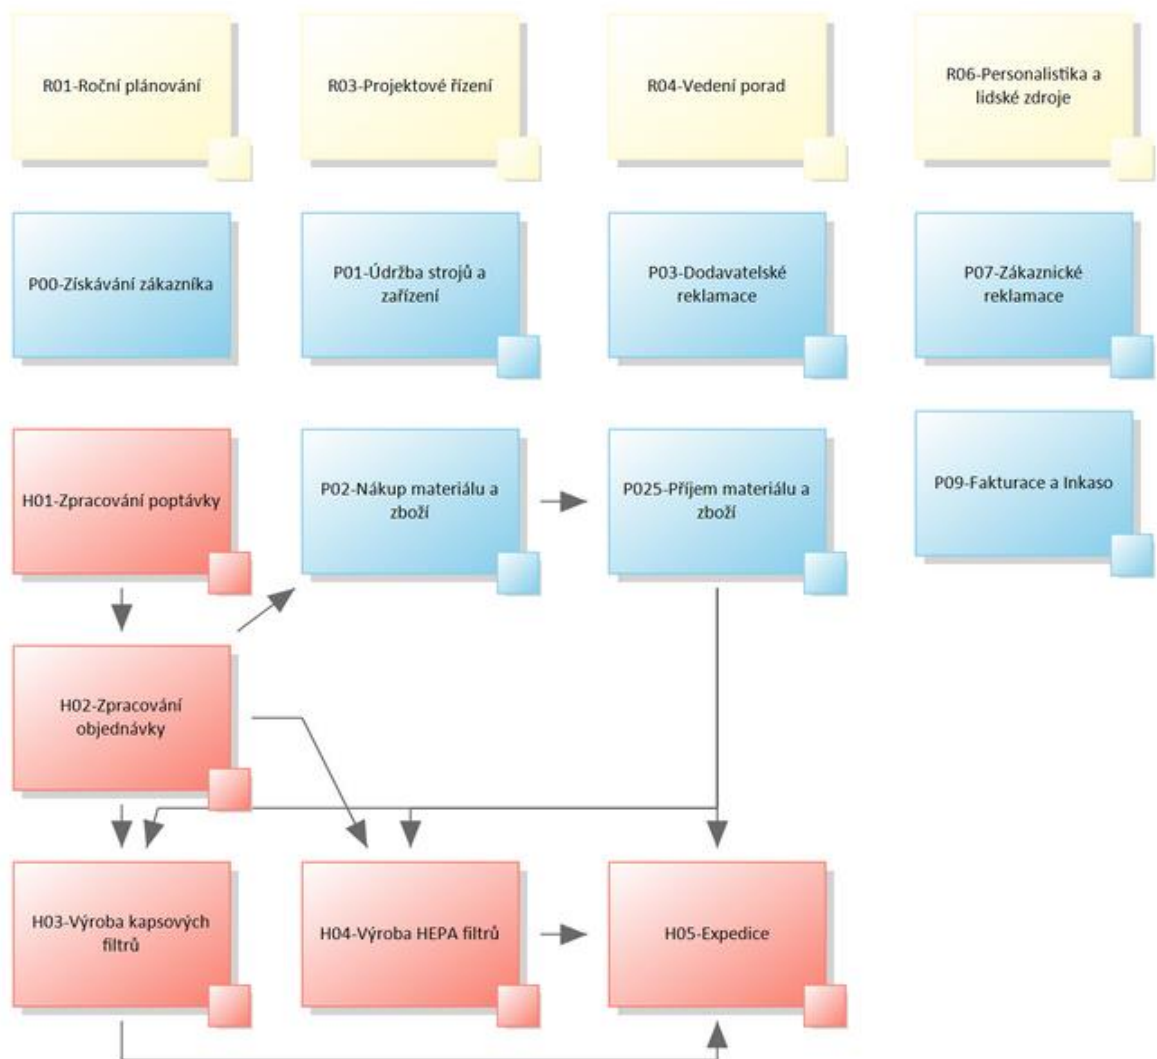 R01-Roční plánování
R03-Projektové řízení
R04-Vedení porad
R06-Personalistika a
lidské zdroje
P00-Získávání zákazníka
P01-Údržba strojů a
zařízení
P03-Dodavatelské
reklamace
P07-Zákaznické
reklamace
H01-Zpracování poptávky
P02-Nákup materiálu a
zboží
P025-Příjem materiálu a
zboží
P09-Fakturace a Inkaso
H02-Zpracování
objednávky
H03-Výroba kapsových
filtrů
H04-Výroba HEPA filtrů
H05-Expedice